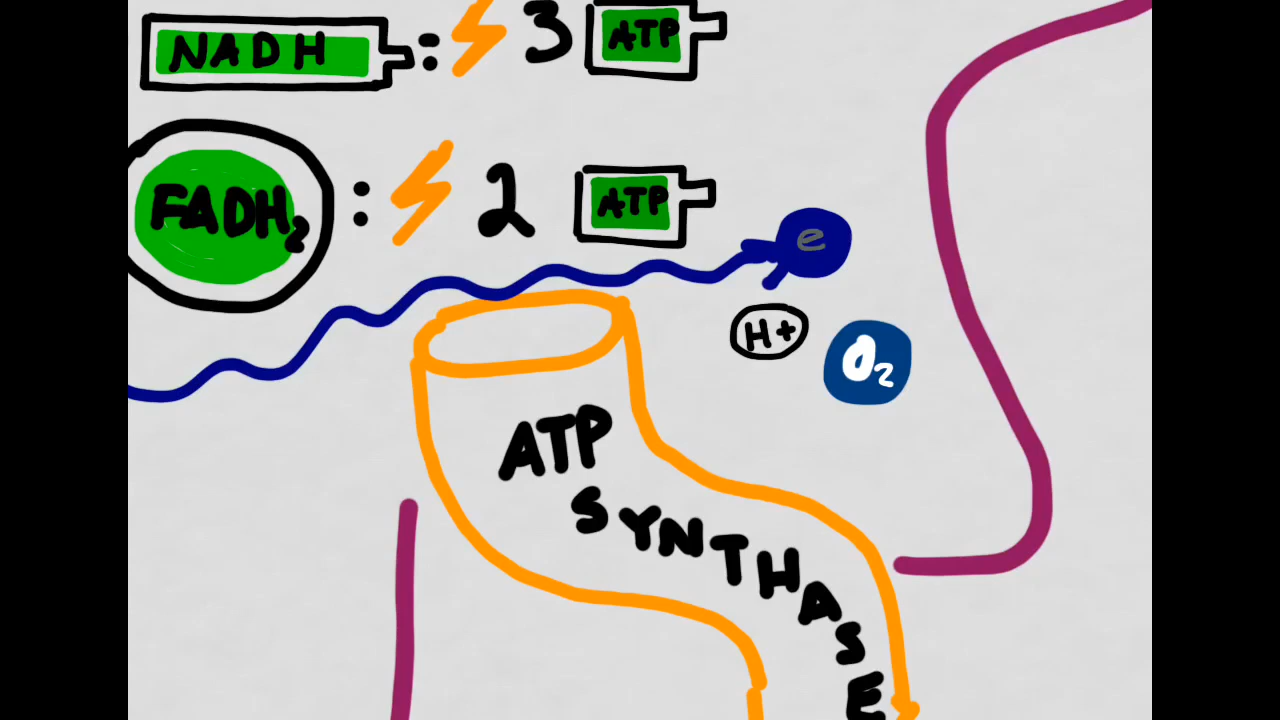 NADH : 3 ATP
FADH2 : 2 ATP
e
H+
O2
ATP
SYNTHASE